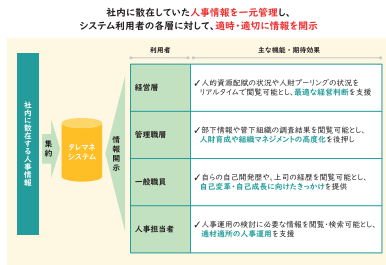 社内に散在していた人事情報を一元管理し、
システム利用者の各層に対して、適時・適切に情報を開示
社内に散在する人事情報
集約
タレマネ
システム
情報開示
利用者
主な機能・期待効果
経営層
✓人的資源配賦の状況や人財プーリングの状況を
リアルタイムで閲覧可能とし、最適な経営判断を支援
管理職層
✓部下情報や管下組織の調査結果を閲覧可能とし、
人財育成や組織マネジメントの高度化を後押し
一般職員
✓自らの自己開発歴や、上司の経歴を閲覧可能とし、
自己変革・自己成長に向けたきっかけを提供
人事担当者
✓人事運用の検討に必要な情報を閲覧・検索可能とし、
適材適所の人事運用を支援